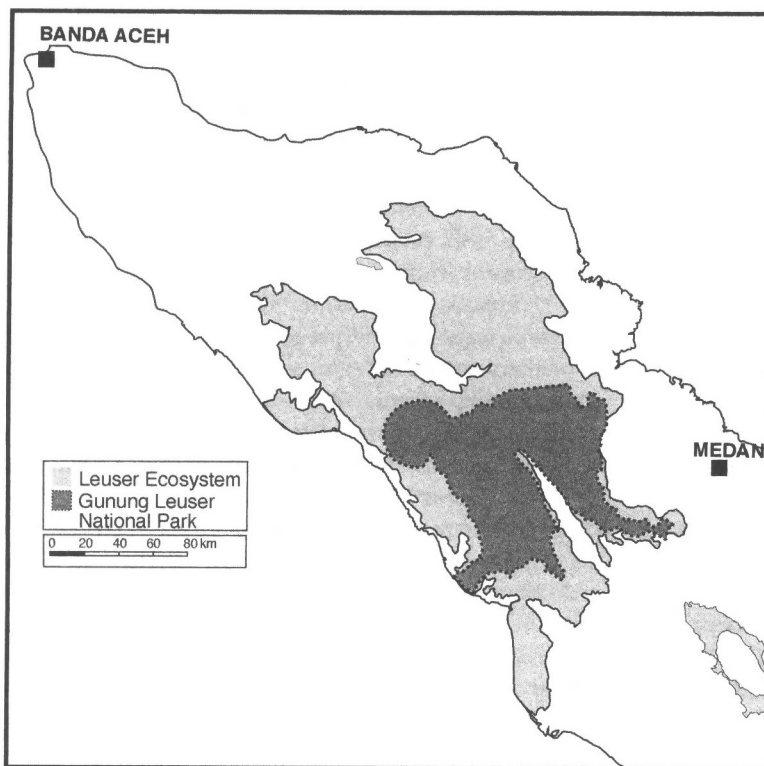 BANDA ACEH
MEDAN
Leuser Ecosystem
Gunung Leuser
National Park
0 20 40 60 80 km